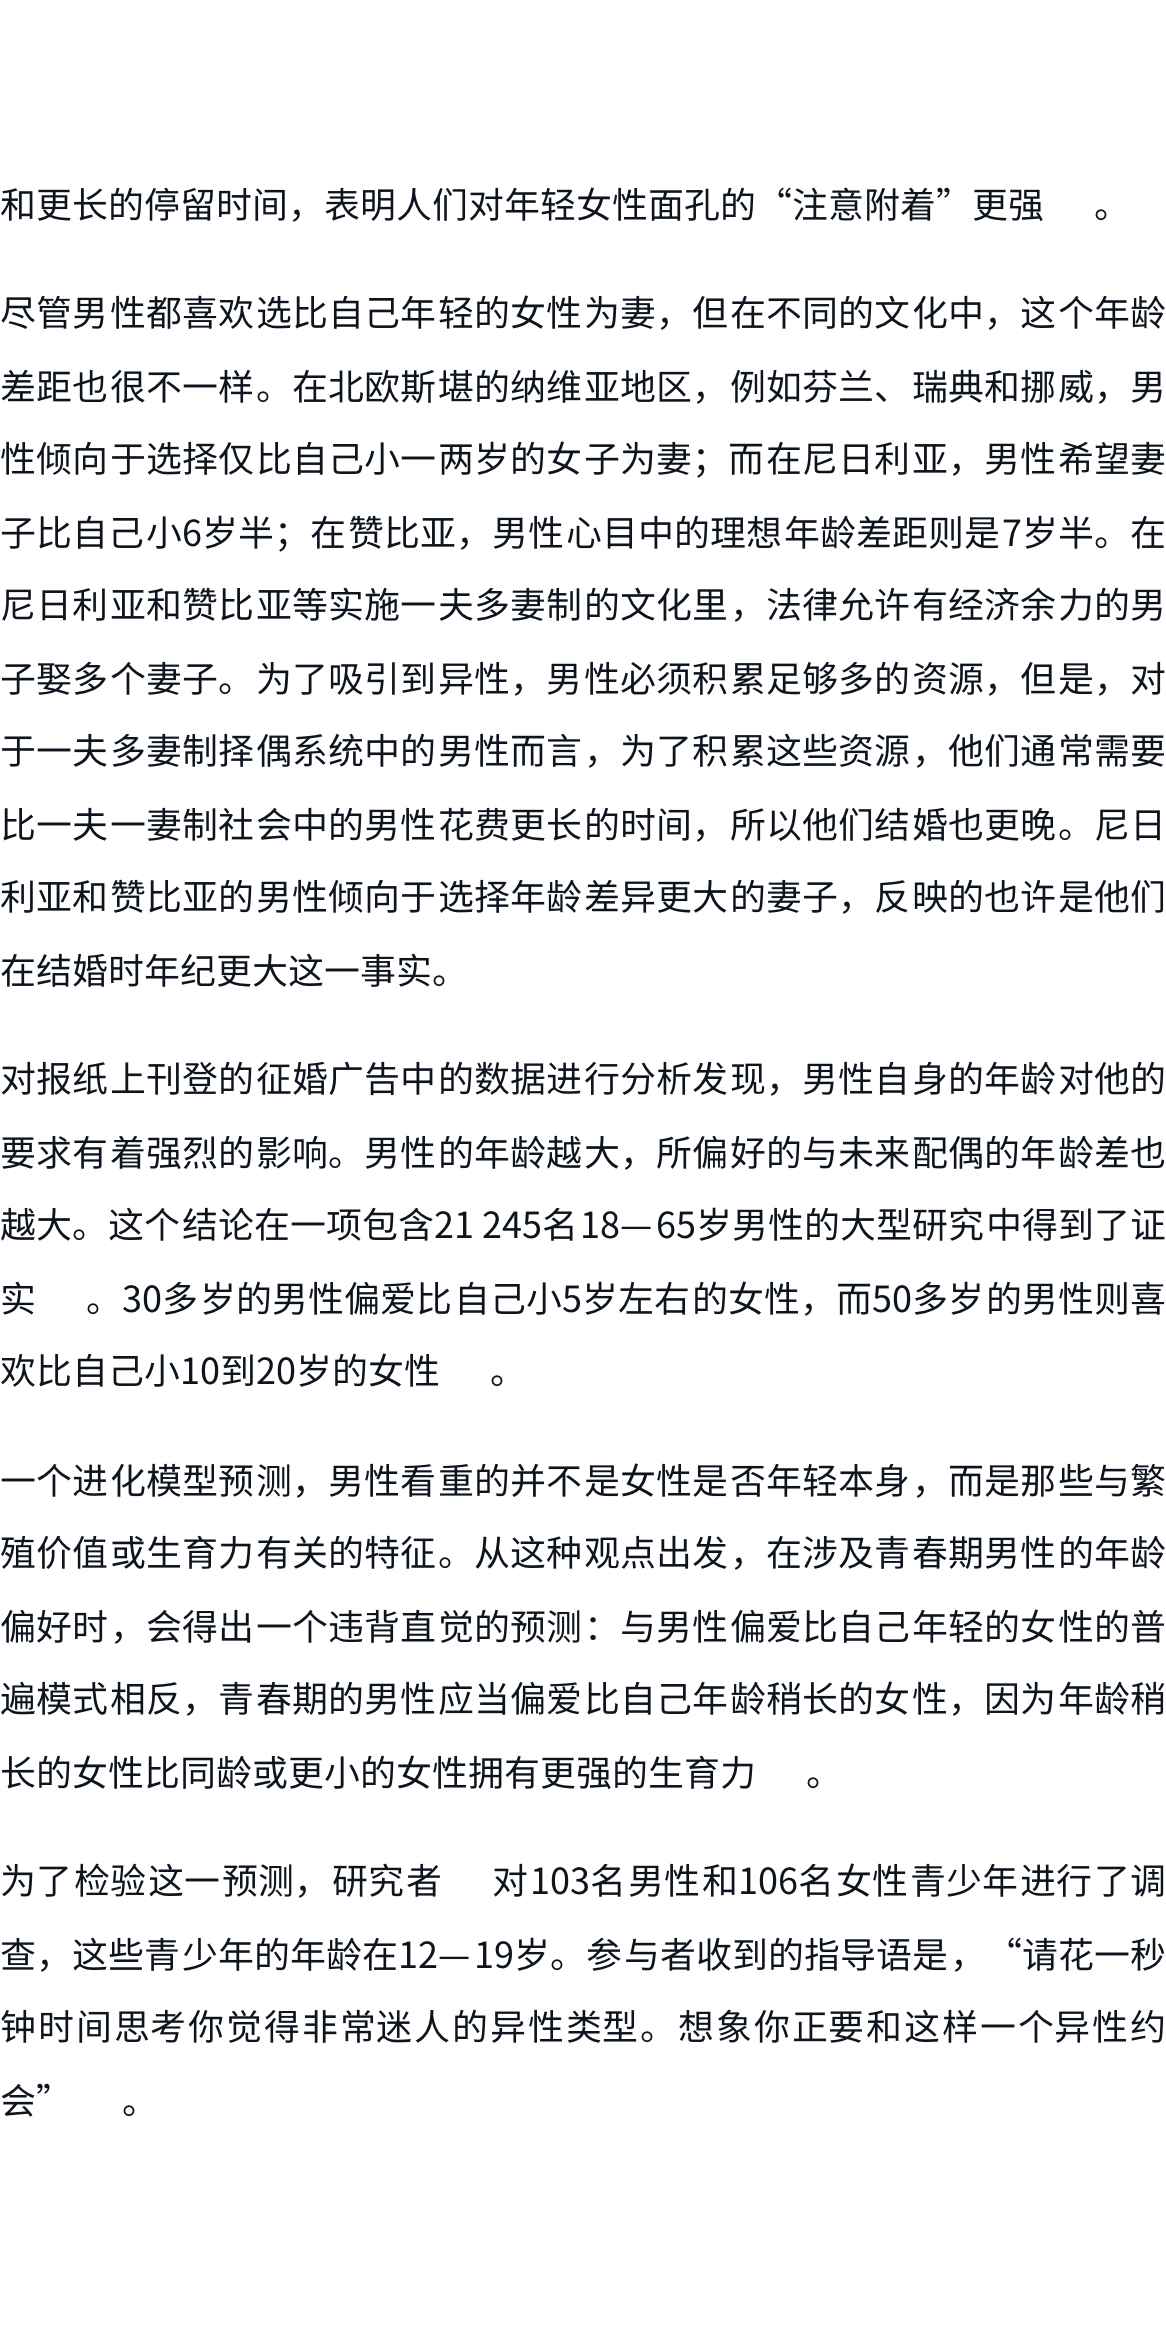 和更长的停留时间，表明人们对年轻女性面孔的“注意附着”更强 。
尽管男性都喜欢选比自己年轻的女性为妻，但在不同的文化中，这个年龄
差距也很不一样。在北欧斯堪的纳维亚地区，例如芬兰、瑞典和挪威，男
性倾向于选择仅比自己小一两岁的女子为妻；而在尼日利亚，男性希望妻
子比自己小6岁半；在赞比亚，男性心目中的理想年龄差距则是7岁半。在
尼日利亚和赞比亚等实施一夫多妻制的文化里，法律允许有经济余力的男
子娶多个妻子。为了吸引到异性，男性必须积累足够多的资源，但是，对
于一夫多妻制择偶系统中的男性而言，为了积累这些资源，他们通常需要
比一夫一妻制社会中的男性花费更长的时间，所以他们结婚也更晚。尼日
利亚和赞比亚的男性倾向于选择年龄差异更大的妻子，反映的也许是他们
在结婚时年纪更大这一事实。
对报纸上刊登的征婚广告中的数据进行分析发现，男性自身的年龄对他的
要求有着强烈的影响。男性的年龄越大，所偏好的与未来配偶的年龄差也
越大。这个结论在一项包含21 245名18—65岁男性的大型研究中得到了证
实 。30多岁的男性偏爱比自己小5岁左右的女性，而50多岁的男性则喜
欢比自己小10到20岁的女性 。
一个进化模型预测，男性看重的并不是女性是否年轻本身，而是那些与繁
殖价值或生育力有关的特征。从这种观点出发，在涉及青春期男性的年龄
偏好时，会得出一个违背直觉的预测：与男性偏爱比自己年轻的女性的普
遍模式相反，青春期的男性应当偏爱比自己年龄稍长的女性，因为年龄稍
长的女性比同龄或更小的女性拥有更强的生育力 。
为了检验这一预测，研究者 对103名男性和106名女性青少年进行了调
查，这些青少年的年龄在12—19岁。参与者收到的指导语是，“请花一秒
钟时间思考你觉得非常迷人的异性类型。想象你正要和这样一个异性约
会” 。